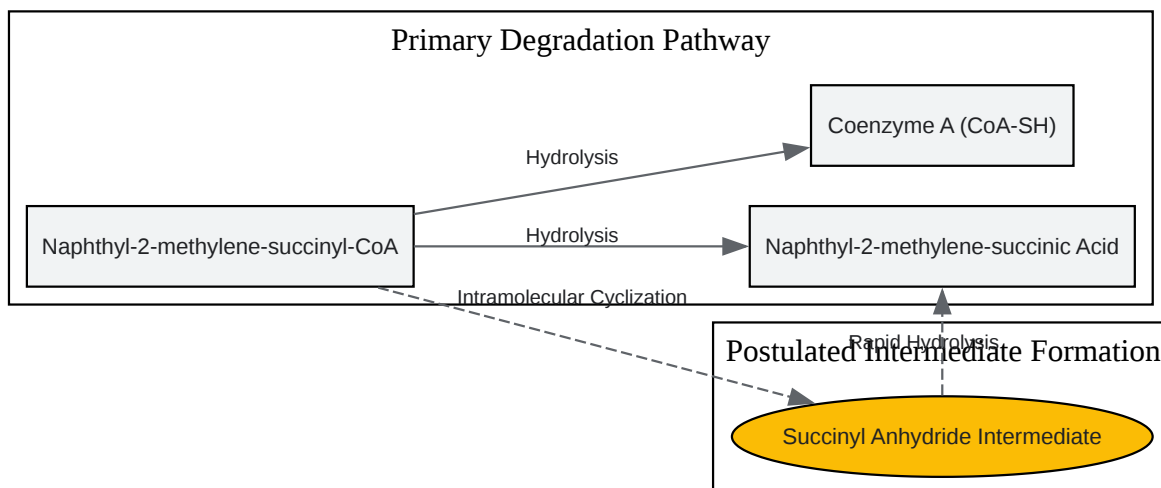 Primary Degradation Pathway
Coenzyme A (CoA-SH)
Hydrolysis
Naphthyl-2-methylene-succinyl-CoA
Hydrolysis
Naphthyl-2-methylene-succinic Acid
Intramolecular Cyclization
Rapid Hydrolysis
Postulated Intermediate Formation
Succinyl Anhydride Intermediate